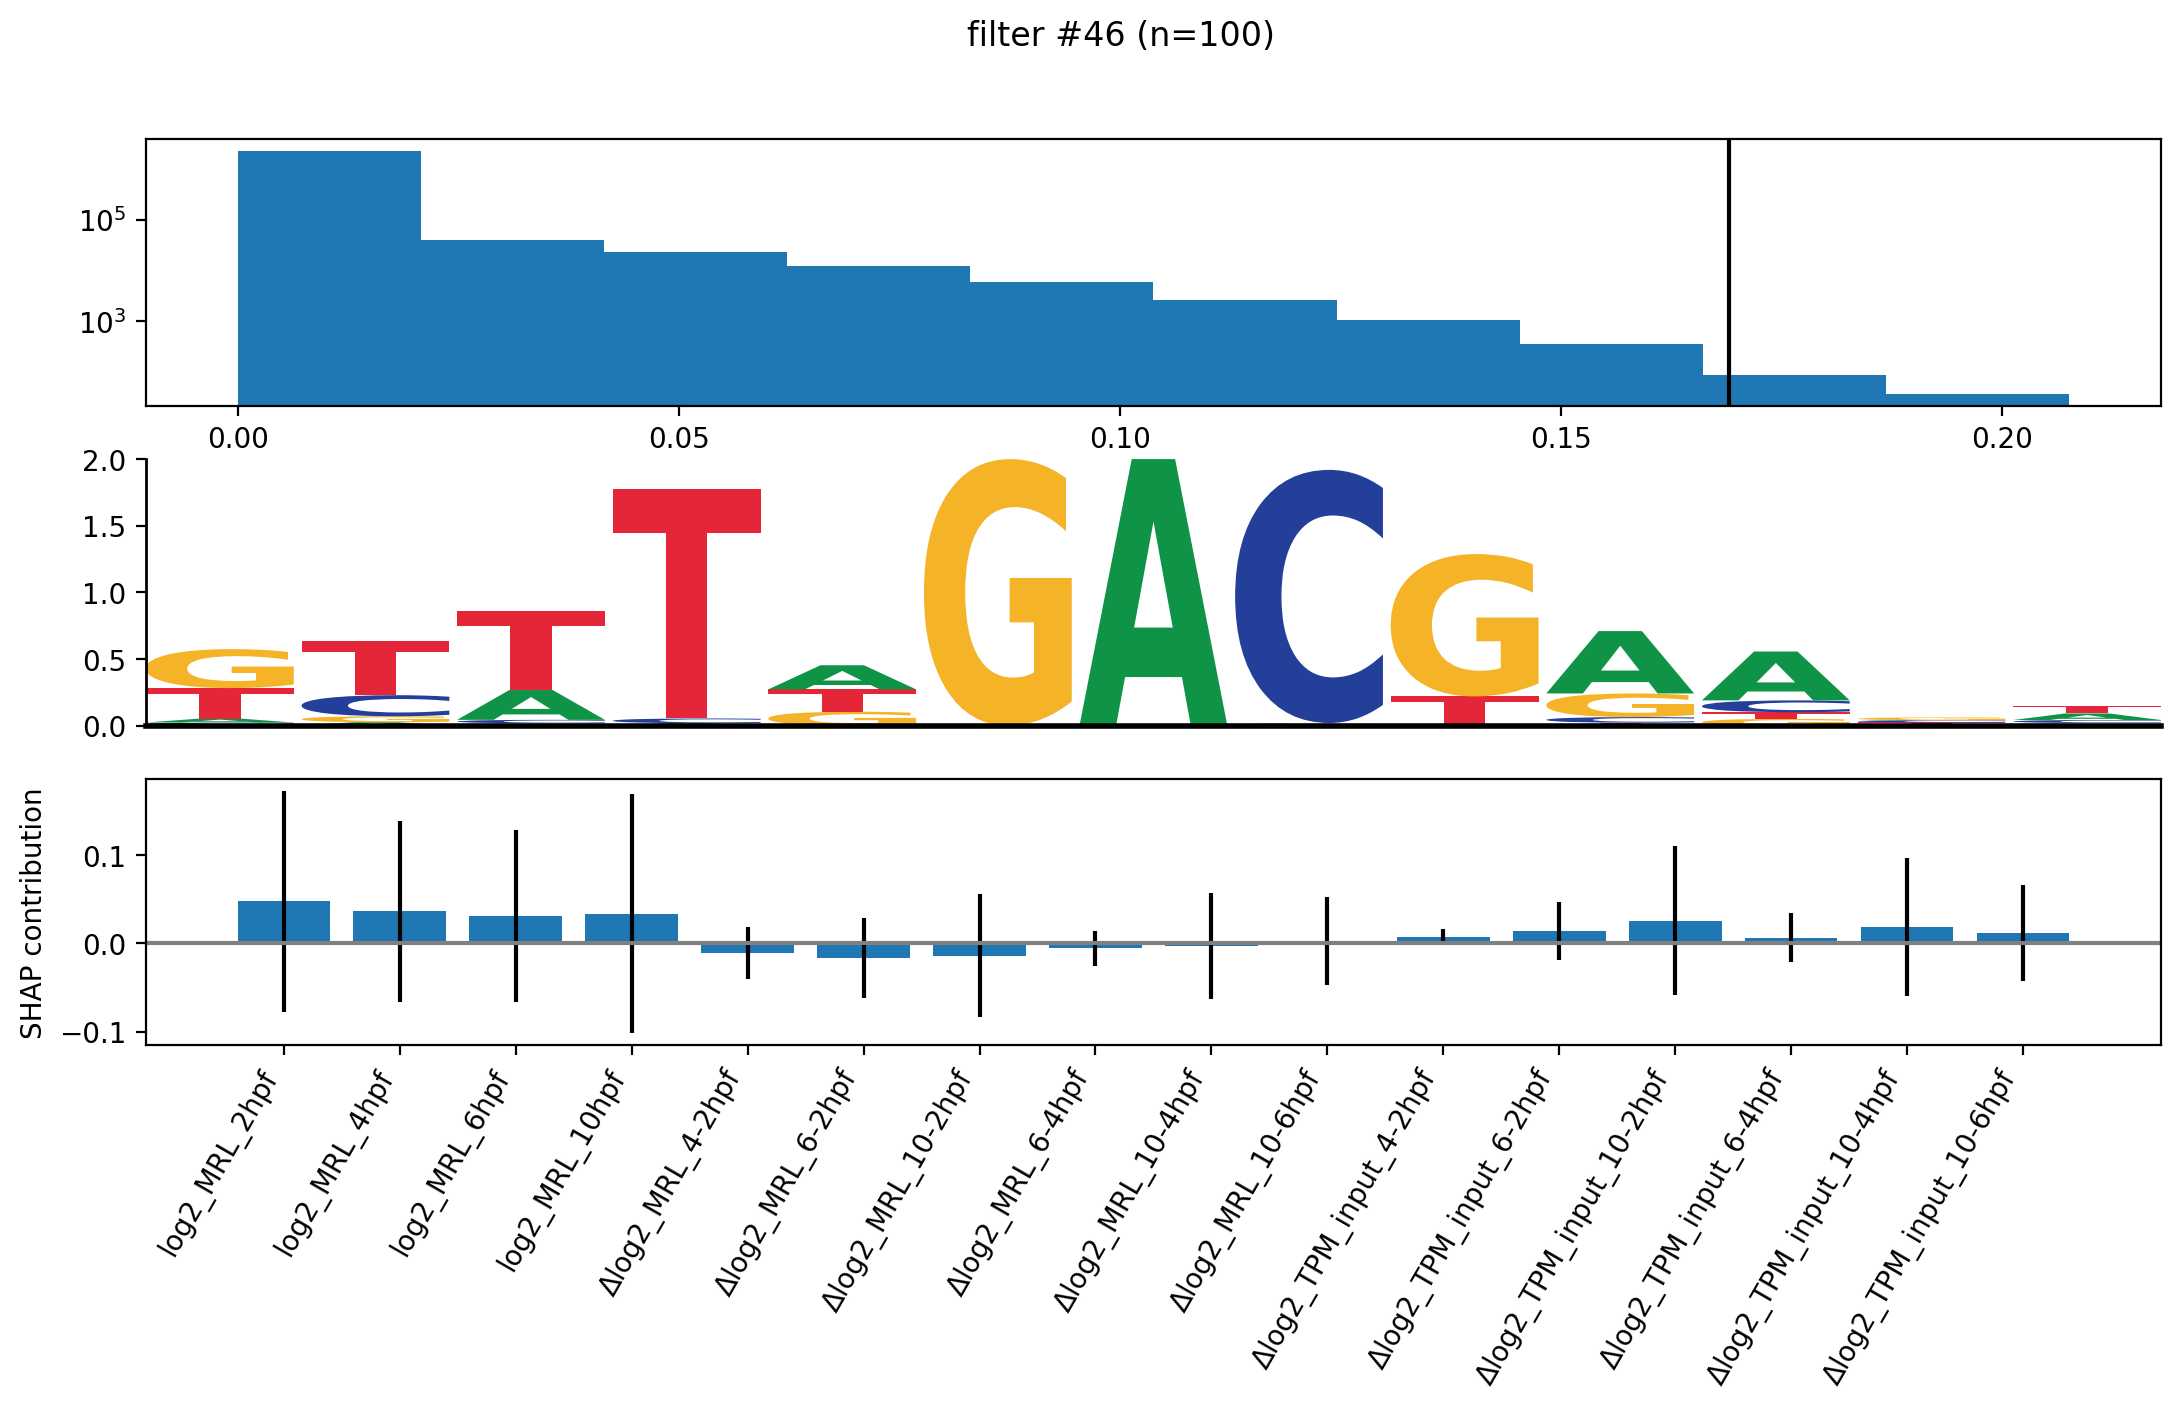 filter #46 (n=100)
10^5
10^3
0.00 0.05 0.10 0.15 0.20
2.0
1.5
1.0
0.5
0.0
G T T T A G A C G A A T
T C A C T T G C T A
A G C G C T C
G
SHAP contribution
0.1
0.0
−0.1
log2_MRL_2hpf
log2_MRL_4hpf
log2_MRL_6hpf
log2_MRL_10hpf
Δlog2_MRL_4-2hpf
Δlog2_MRL_6-2hpf
Δlog2_MRL_10-2hpf
Δlog2_MRL_6-4hpf
Δlog2_MRL_10-4hpf
Δlog2_MRL_10-6hpf
Δlog2_TPM_input_4-2hpf
Δlog2_TPM_input_6-2hpf
Δlog2_TPM_input_10-2hpf
Δlog2_TPM_input_6-4hpf
Δlog2_TPM_input_10-4hpf
Δlog2_TPM_input_10-6hpf